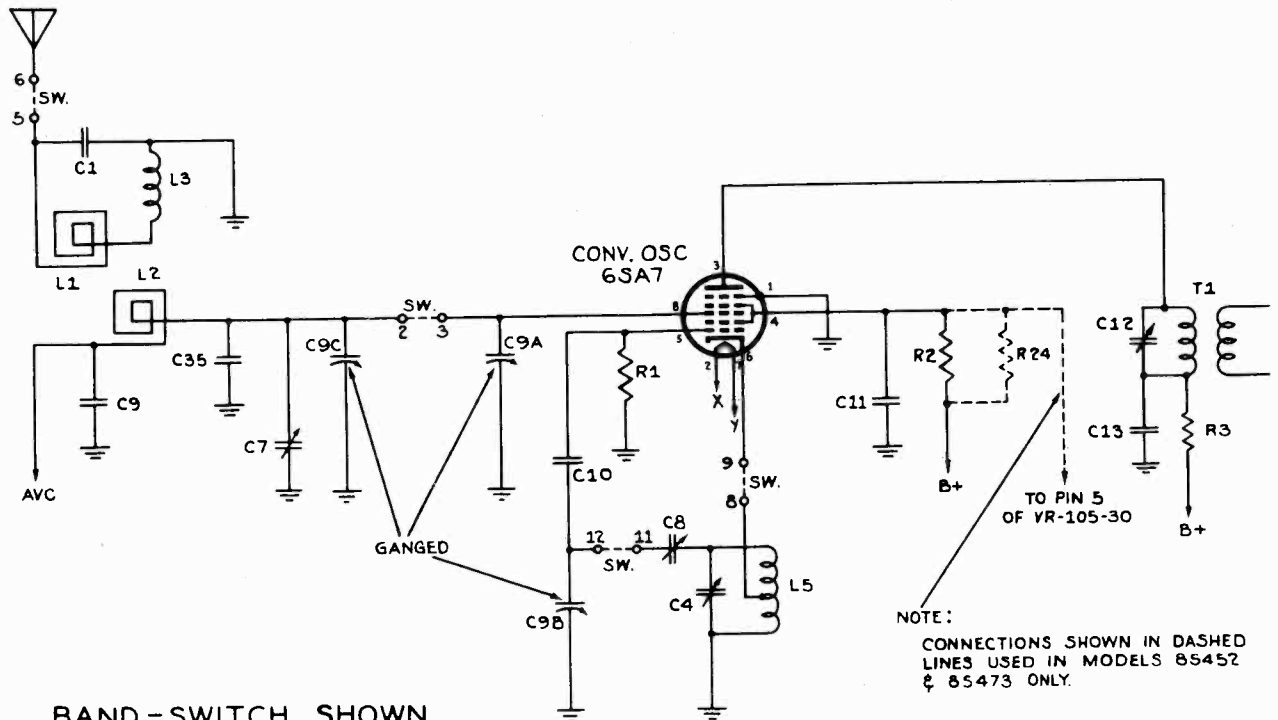 6
SW.
5
C1
L3
L1
L2
CONV. OSC
6SA7
3
1
8
4
5
2
6
SW.
2 3
C9C
C9A
C35
C9
C7
AVC
R1
X
Y
C10
GANGED
C9B
12 11
SW.
C8
C4
9
SW.
8
L5
C11
R2
R24
B+
TO PIN 5
OF VR-105-30
T1
C12
C13
R3
B+
NOTE:
CONNECTIONS SHOWN IN DASHED
LINES USED IN MODELS 85452
& 85473 ONLY.
BAND-SWITCH SHOWN